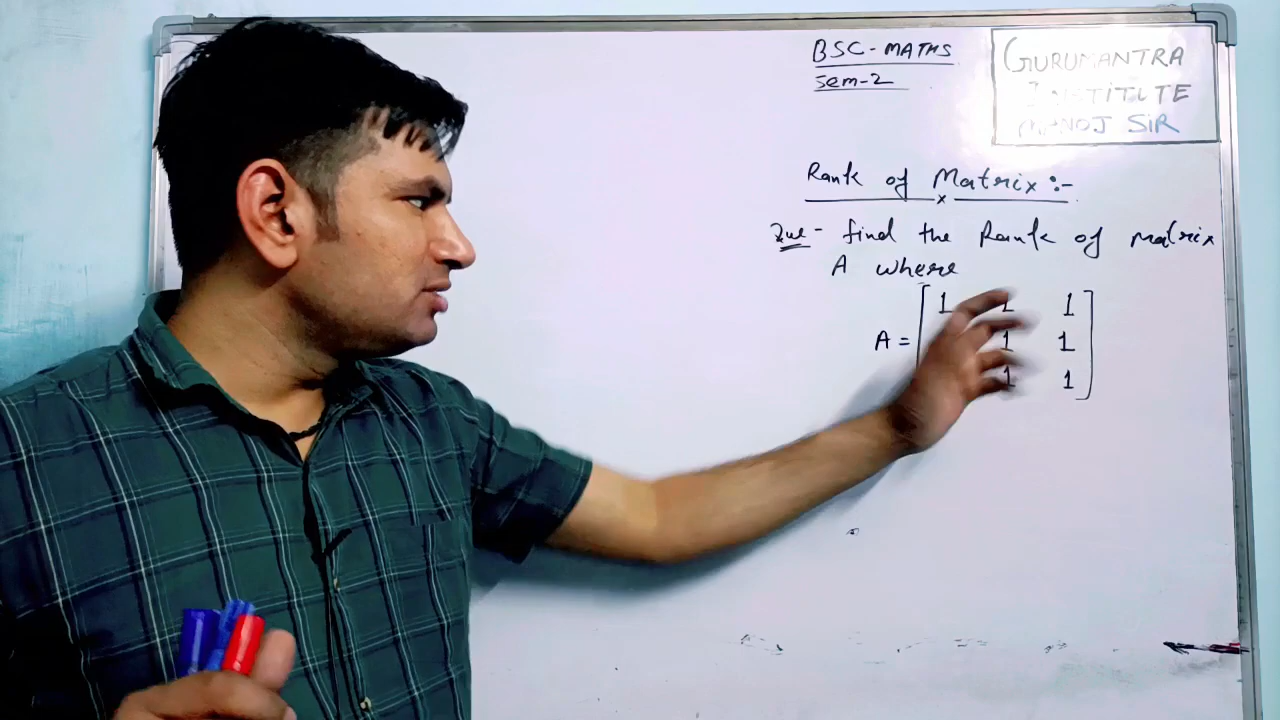 BSC-MATHS
Sem-2
GURUMANTRA
INSTITUTE
MANOJ SIR
Rank of Matrix :-
Que - find the Rank of matrix
A where
1 1 1
A = 1 1
1 1